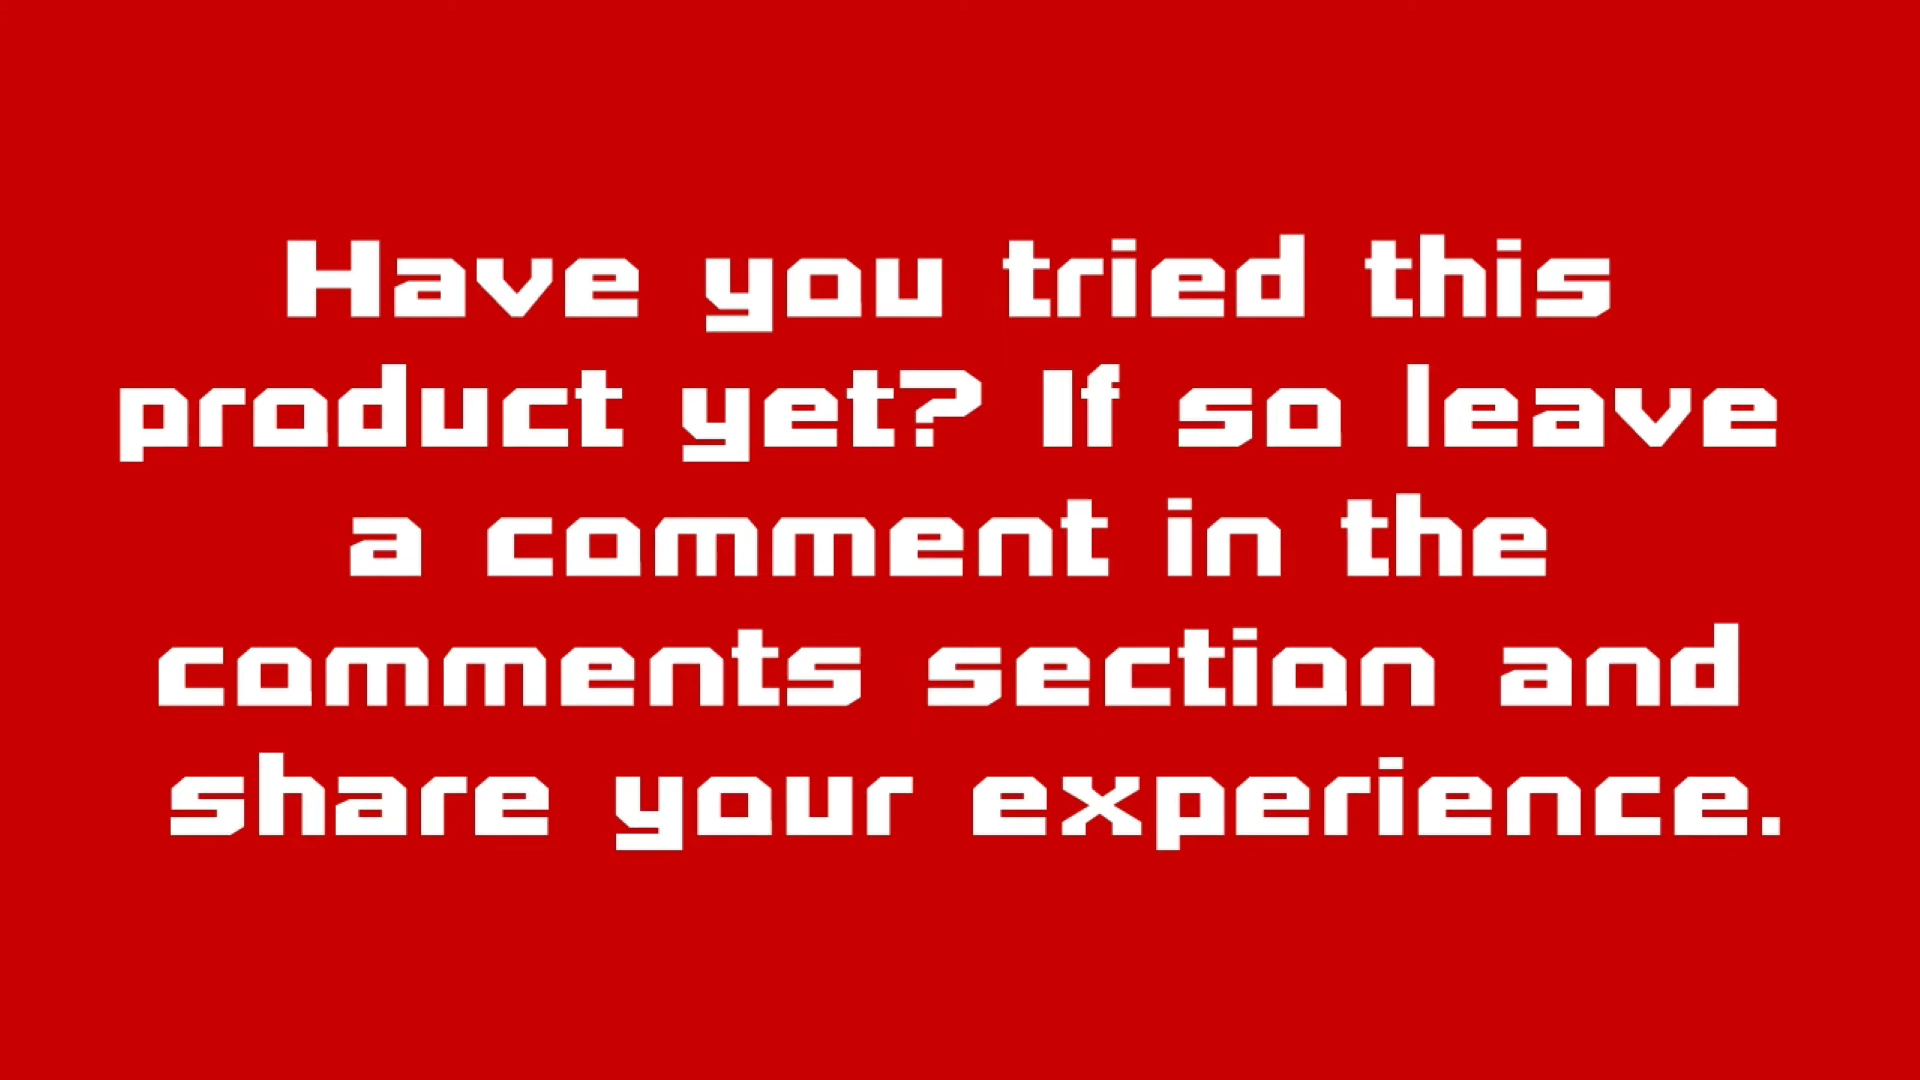 Have you tried this
product yet? If so leave
a comment in the
comments section and
share your experience.